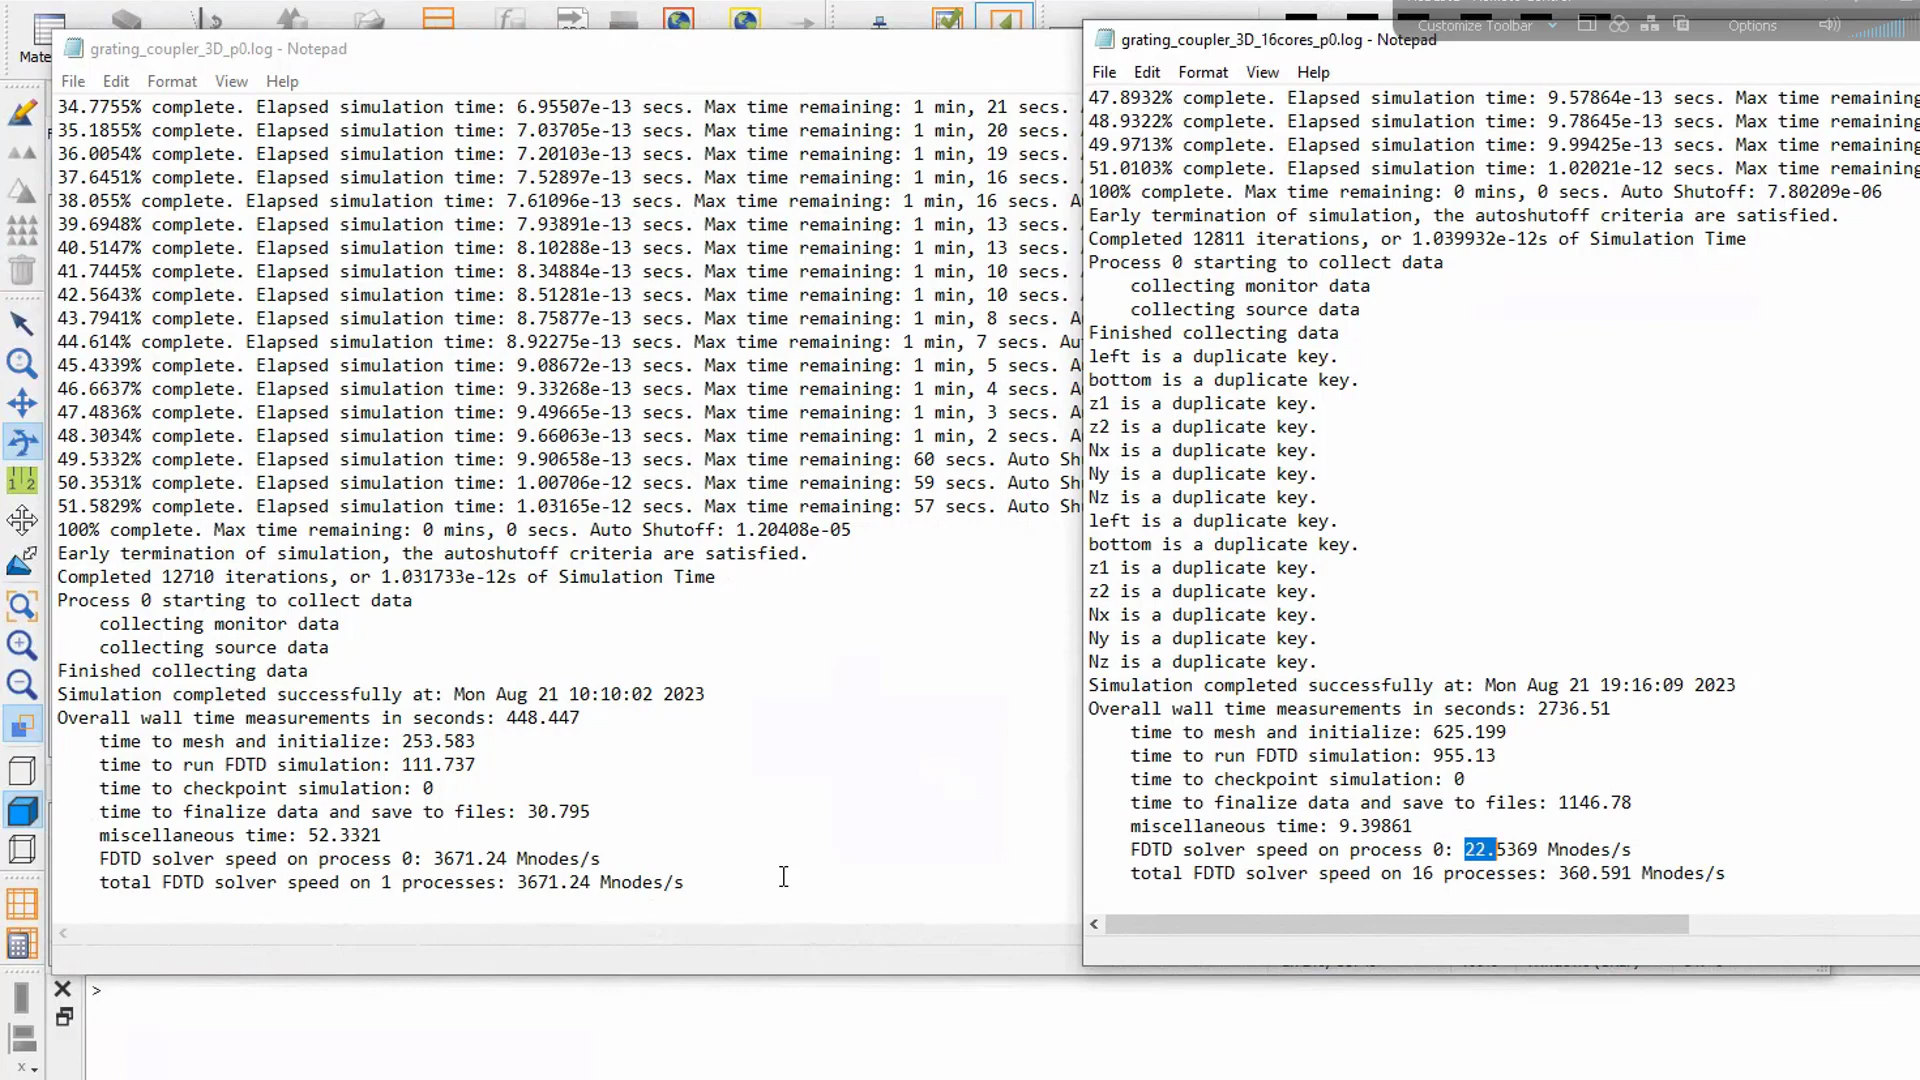 Mate
grating_coupler_3D_p0.log - Notepad
File Edit Format View Help
34.7755% complete. Elapsed simulation time: 6.95507e-13 secs. Max time remaining: 1 min, 21 secs.
35.1855% complete. Elapsed simulation time: 7.03705e-13 secs. Max time remaining: 1 min, 20 secs.
36.0054% complete. Elapsed simulation time: 7.20103e-13 secs. Max time remaining: 1 min, 19 secs.
37.6451% complete. Elapsed simulation time: 7.52897e-13 secs. Max time remaining: 1 min, 16 secs.
38.055% complete. Elapsed simulation time: 7.61096e-13 secs. Max time remaining: 1 min, 16 secs. A
39.6948% complete. Elapsed simulation time: 7.93891e-13 secs. Max time remaining: 1 min, 13 secs.
40.5147% complete. Elapsed simulation time: 8.10288e-13 secs. Max time remaining: 1 min, 13 secs.
41.7445% complete. Elapsed simulation time: 8.34884e-13 secs. Max time remaining: 1 min, 10 secs.
42.5643% complete. Elapsed simulation time: 8.51281e-13 secs. Max time remaining: 1 min, 10 secs.
43.7941% complete. Elapsed simulation time: 8.75877e-13 secs. Max time remaining: 1 min, 8 secs. A
44.614% complete. Elapsed simulation time: 8.92275e-13 secs. Max time remaining: 1 min, 7 secs. Au
45.4339% complete. Elapsed simulation time: 9.08672e-13 secs. Max time remaining: 1 min, 5 secs. A
46.6637% complete. Elapsed simulation time: 9.33268e-13 secs. Max time remaining: 1 min, 4 secs. A
47.4836% complete. Elapsed simulation time: 9.49665e-13 secs. Max time remaining: 1 min, 3 secs. A
48.3034% complete. Elapsed simulation time: 9.66063e-13 secs. Max time remaining: 1 min, 2 secs. A
49.5332% complete. Elapsed simulation time: 9.90658e-13 secs. Max time remaining: 60 secs. Auto Sh
50.3531% complete. Elapsed simulation time: 1.00706e-12 secs. Max time remaining: 59 secs. Auto Sh
51.5829% complete. Elapsed simulation time: 1.03165e-12 secs. Max time remaining: 57 secs. Auto Sh
100% complete. Max time remaining: 0 mins, 0 secs. Auto Shutoff: 1.20408e-05
Early termination of simulation, the autoshutoff criteria are satisfied.
Completed 12710 iterations, or 1.031733e-12s of Simulation Time
Process 0 starting to collect data
collecting monitor data
collecting source data
Finished collecting data
Simulation completed successfully at: Mon Aug 21 10:10:02 2023
Overall wall time measurements in seconds: 448.447
time to mesh and initialize: 253.583
time to run FDTD simulation: 111.737
time to checkpoint simulation: 0
time to finalize data and save to files: 30.795
miscellaneous time: 52.3321
FDTD solver speed on process 0: 3671.24 Mnodes/s
total FDTD solver speed on 1 processes: 3671.24 Mnodes/s
>
Customize Toolbar Options
grating_coupler_3D_16cores_p0.log - Notepad
File Edit Format View Help
47.8932% complete. Elapsed simulation time: 9.57864e-13 secs. Max time remaining
48.9322% complete. Elapsed simulation time: 9.78645e-13 secs. Max time remaining
49.9713% complete. Elapsed simulation time: 9.99425e-13 secs. Max time remaining
51.0103% complete. Elapsed simulation time: 1.02021e-12 secs. Max time remaining
100% complete. Max time remaining: 0 mins, 0 secs. Auto Shutoff: 7.80209e-06
Early termination of simulation, the autoshutoff criteria are satisfied.
Completed 12811 iterations, or 1.039932e-12s of Simulation Time
Process 0 starting to collect data
collecting monitor data
collecting source data
Finished collecting data
left is a duplicate key.
bottom is a duplicate key.
z1 is a duplicate key.
z2 is a duplicate key.
Nx is a duplicate key.
Ny is a duplicate key.
Nz is a duplicate key.
left is a duplicate key.
bottom is a duplicate key.
z1 is a duplicate key.
z2 is a duplicate key.
Nx is a duplicate key.
Ny is a duplicate key.
Nz is a duplicate key.
Simulation completed successfully at: Mon Aug 21 19:16:09 2023
Overall wall time measurements in seconds: 2736.51
time to mesh and initialize: 625.199
time to run FDTD simulation: 955.13
time to checkpoint simulation: 0
time to finalize data and save to files: 1146.78
miscellaneous time: 9.39861
FDTD solver speed on process 0: 22.5369 Mnodes/s
total FDTD solver speed on 16 processes: 360.591 Mnodes/s